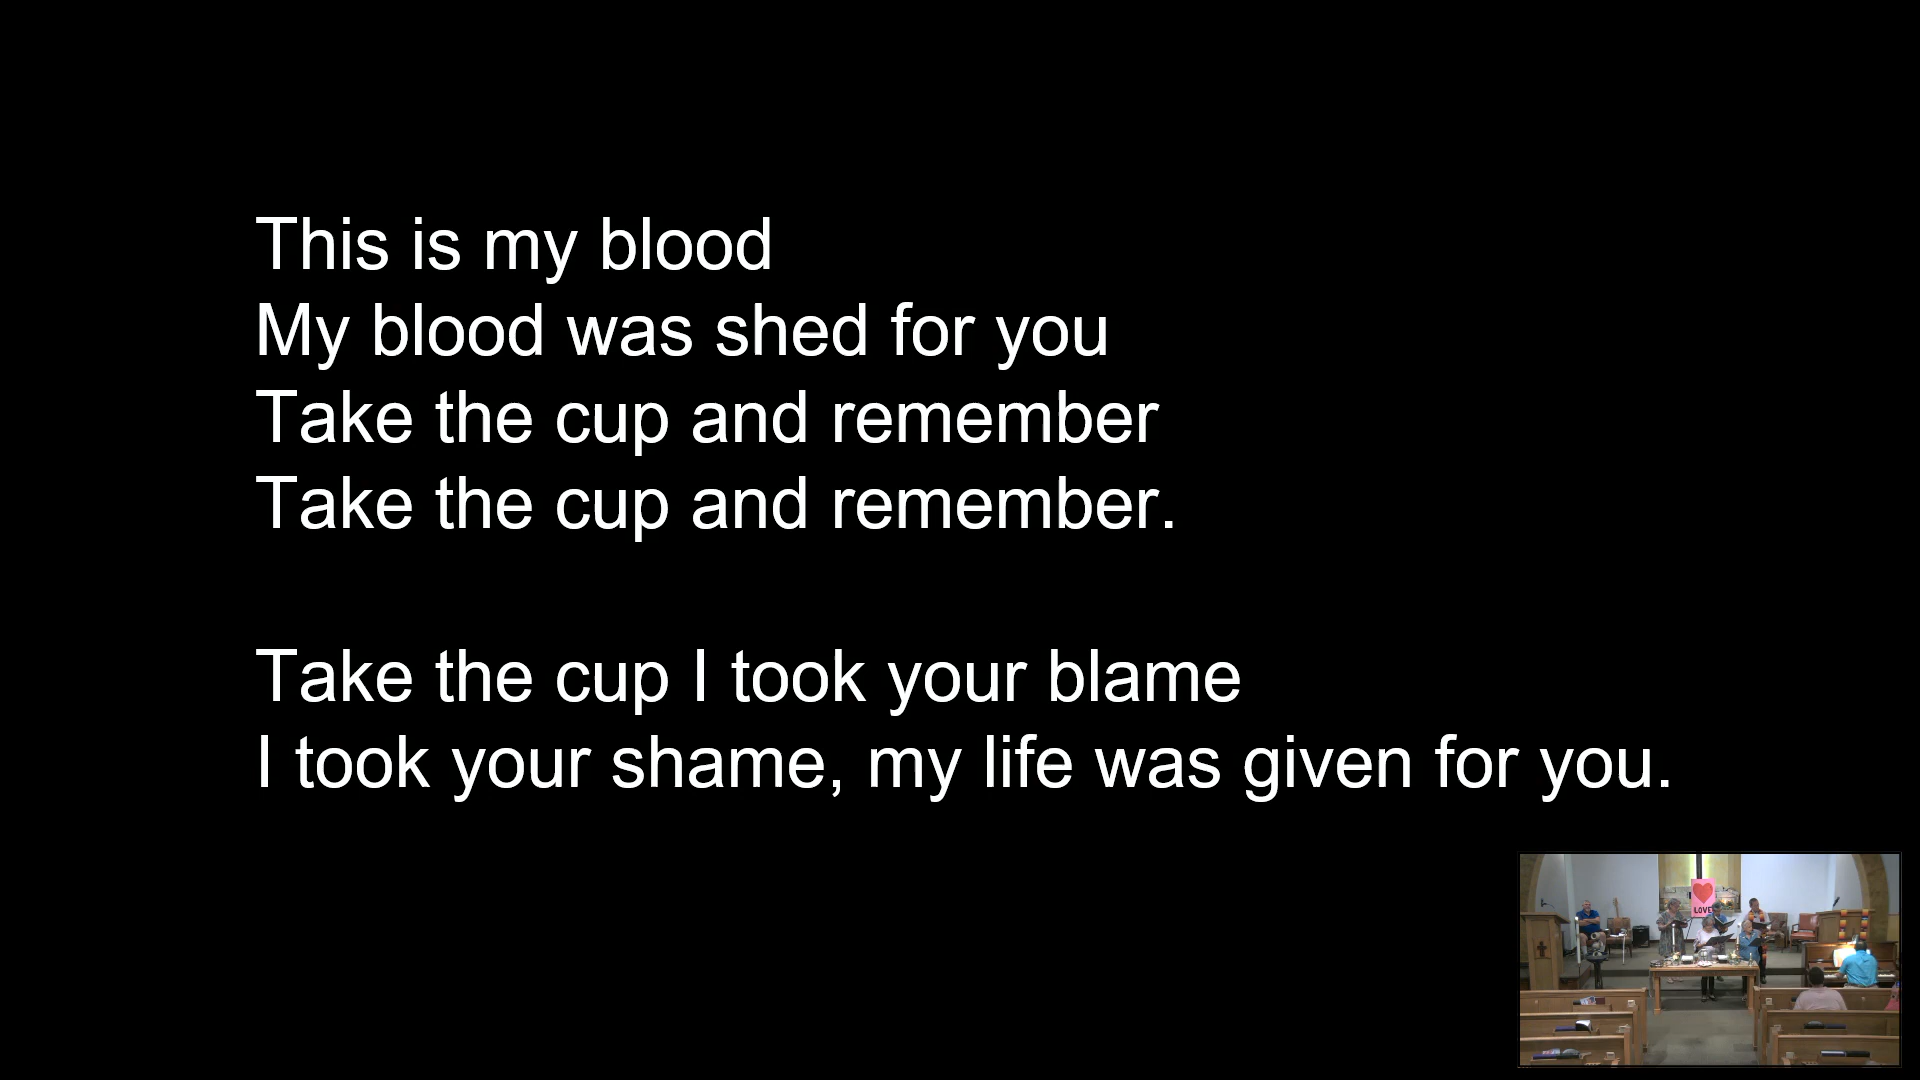 This is my blood
My blood was shed for you
Take the cup and remember
Take the cup and remember.
Take the cup I took your blame
I took your shame, my life was given for you.
LOVE